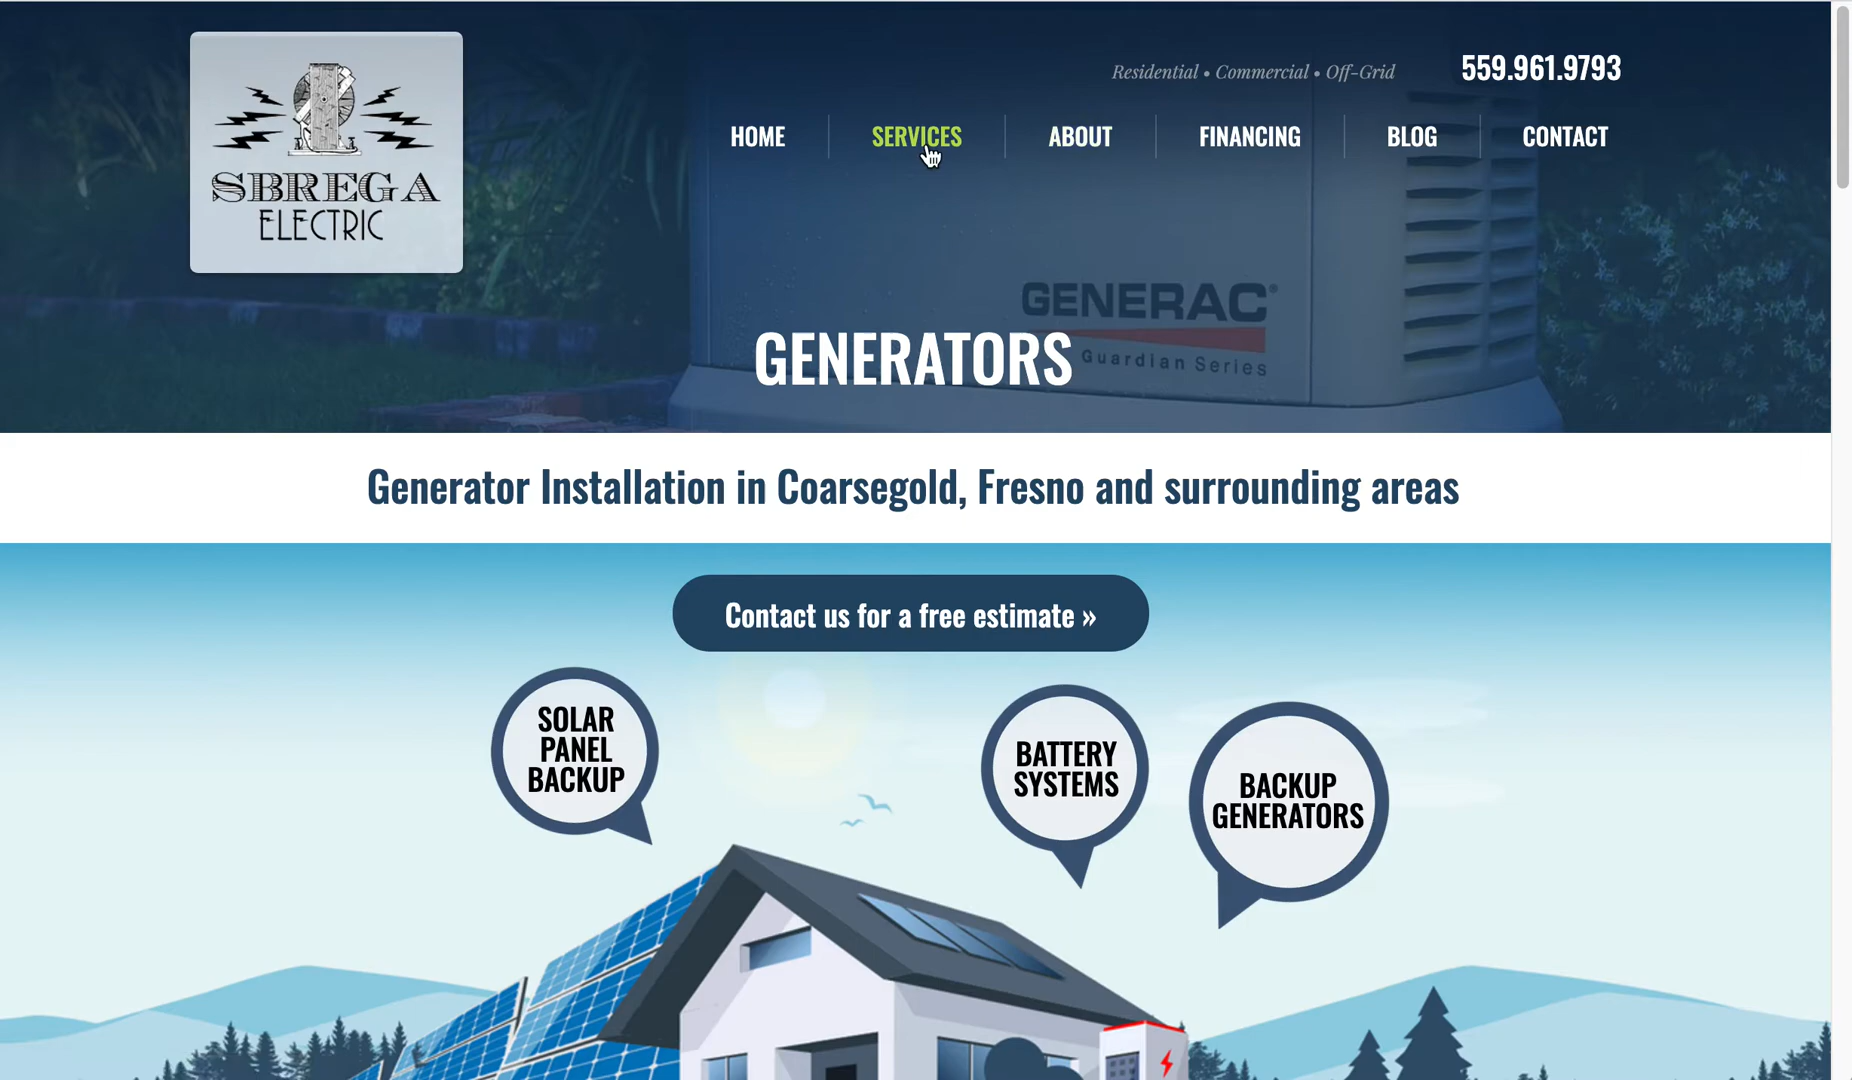 SBREGA
ELECTRIC
Residential • Commercial • Off-Grid
559.961.9793
HOME
SERVICES
ABOUT
FINANCING
BLOG
CONTACT
GENERAC®
Guardian Series
GENERATORS
Generator Installation in Coarsegold, Fresno and surrounding areas
Contact us for a free estimate »
SOLAR
PANEL
BACKUP
BATTERY
SYSTEMS
BACKUP
GENERATORS